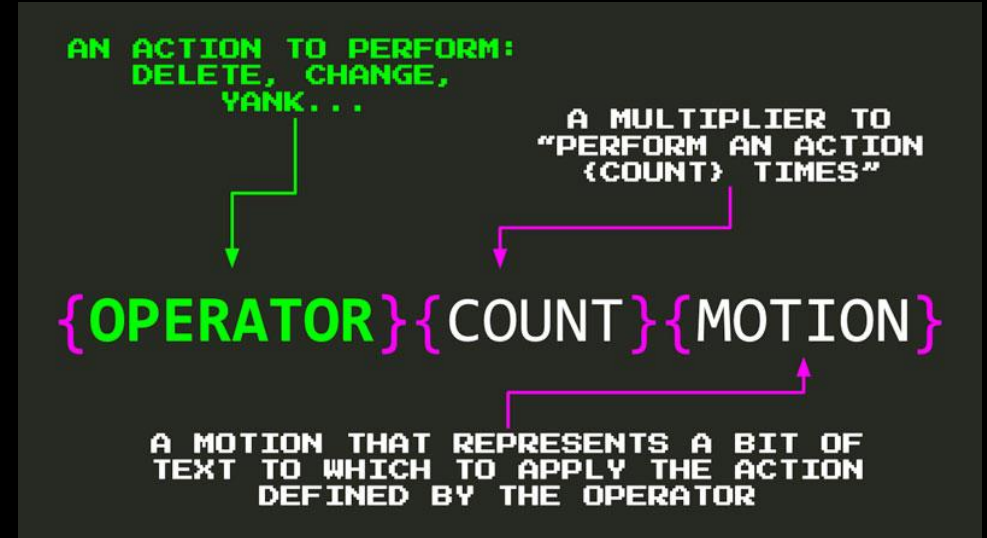 AN ACTION TO PERFORM:
DELETE, CHANGE,
YANK...
A MULTIPLIER TO
"PERFORM AN ACTION
{COUNT} TIMES"
{OPERATOR}{COUNT}{MOTION}
A MOTION THAT REPRESENTS A BIT OF
TEXT TO WHICH TO APPLY THE ACTION
DEFINED BY THE OPERATOR